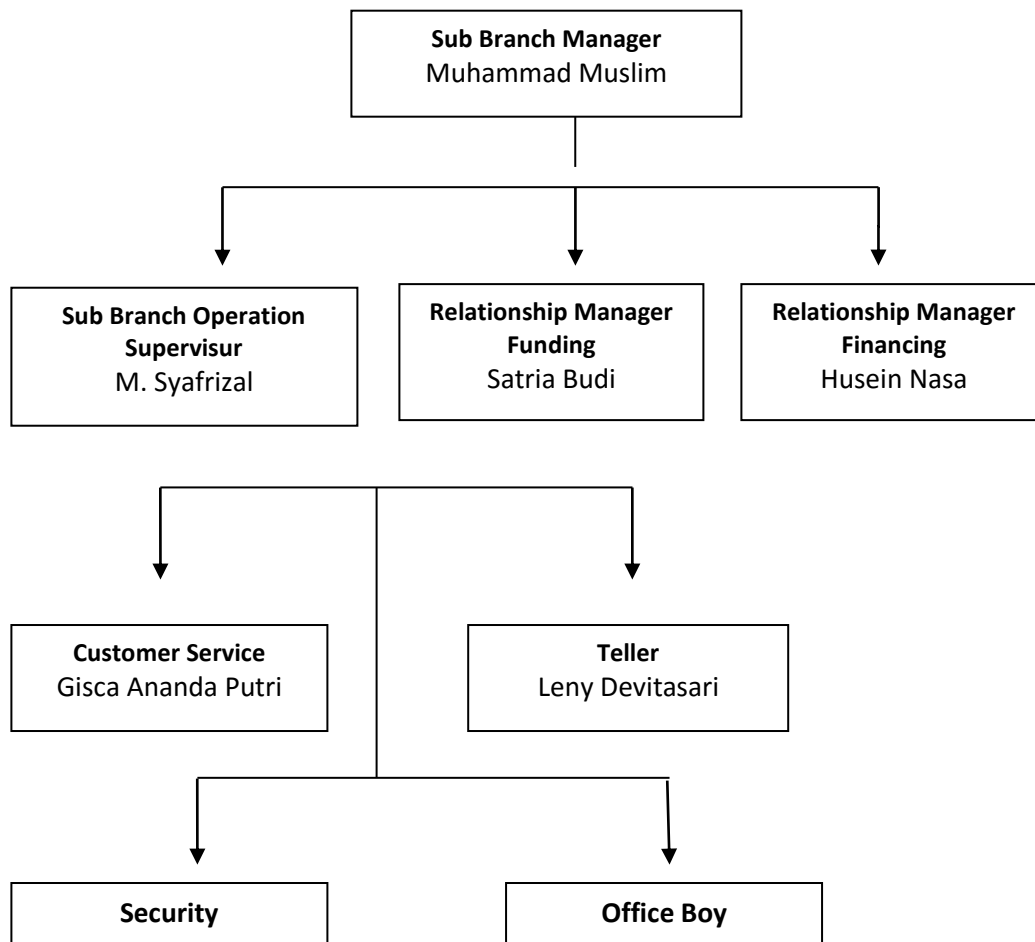 Sub Branch Manager
Muhammad Muslim
Sub Branch Operation
Supervisur
M. Syafrizal
Relationship Manager
Funding
Satria Budi
Relationship Manager
Financing
Husein Nasa
Customer Service
Gisca Ananda Putri
Teller
Leny Devitasari
Security
Office Boy